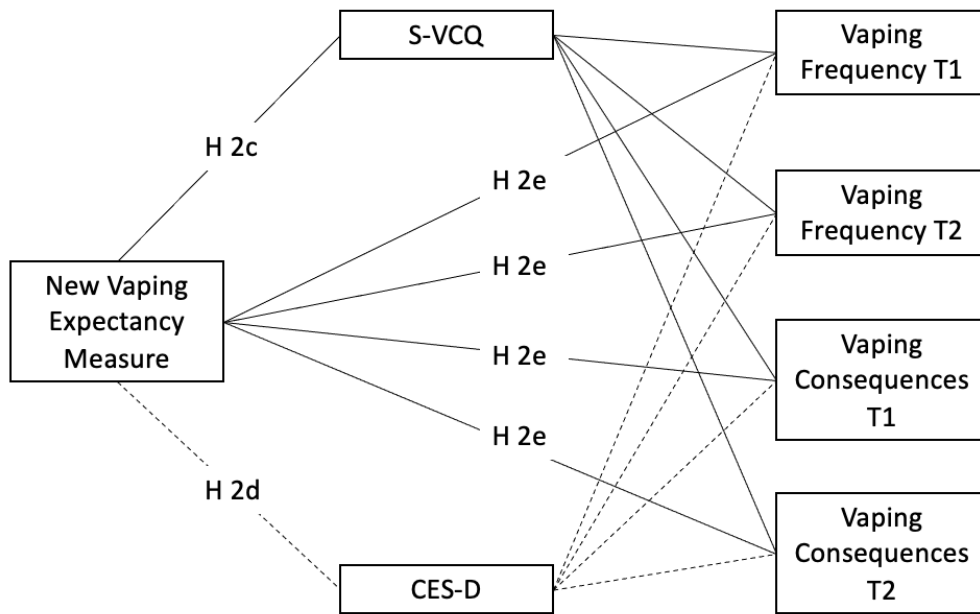 S-VCQ
Vaping
Frequency T1
H 2c
H 2e
Vaping
Frequency T2
H 2e
New Vaping
Expectancy
Measure
H 2e
Vaping
Consequences
T1
H 2e
H 2d
CES-D
Vaping
Consequences
T2